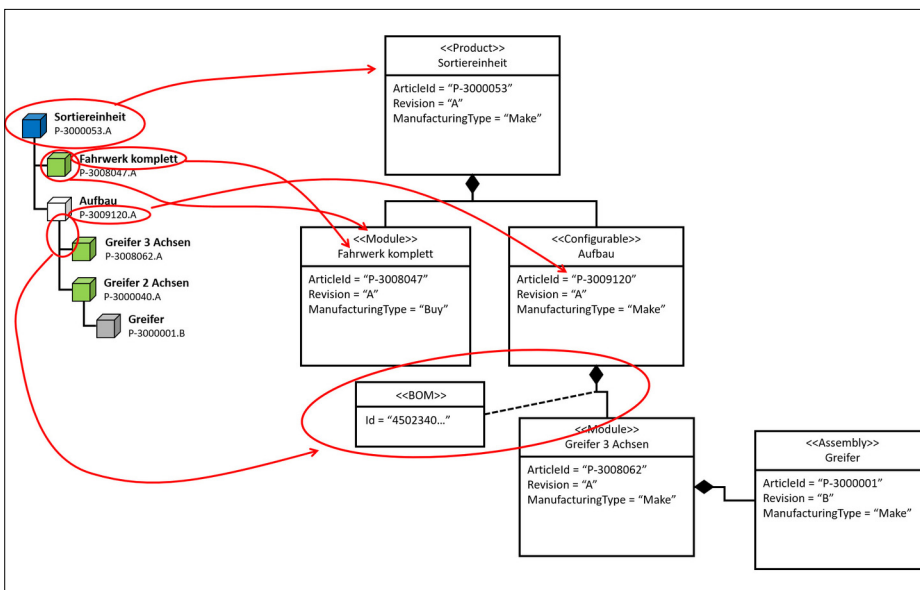 Sortiereinheit
P-3000053.A
Fahrwerk komplett
P-3008047.A
Aufbau
P-3009120.A
Greifer 3 Achsen
P-3008062.A
Greifer 2 Achsen
P-3000040.A
Greifer
P-3000001.B
<<Product>>
Sortiereinheit
ArticleId = “P-3000053”
Revision = “A”
ManufacturingType = “Make”
<<Module>>
Fahrwerk komplett
ArticleId = “P-3008047”
Revision = “A”
ManufacturingType = “Buy”
<<Configurable>>
Aufbau
ArticleId = “P-3009120”
Revision = “A”
ManufacturingType = “Make”
<<BOM>>
Id = “4502340...”
<<Module>>
Greifer 3 Achsen
ArticleId = “P-3008062”
Revision = “A”
ManufacturingType = “Make”
<<Assembly>>
Greifer
ArticleId = “P-3000001”
Revision = “B”
ManufacturingType = “Make”